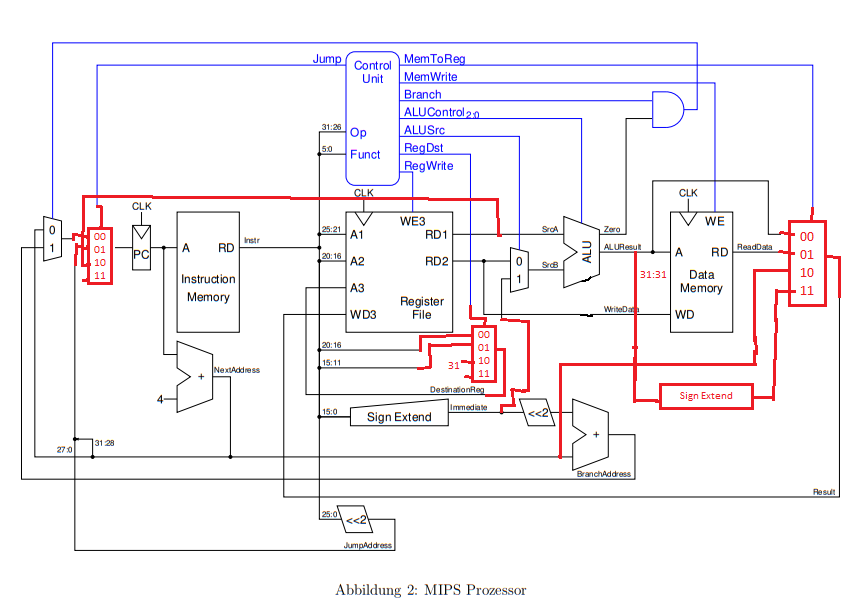 Jump
Control
Unit
MemToReg
MemWrite
Branch
ALUControl2:0
ALUSrc
RegDst
RegWrite
31:26
Op
5:0
Funct
CLK
CLK
CLK
0
1
00
01
10
11
PC
A
RD
Instruction
Memory
Instr
25:21
A1
WE3
RD1
20:16
A2
RD2
A3
WD3
Register
File
SrcA
SrcB
0
1
ALU
Zero
ALUResult
31:31
WriteData
WE
A
RD
ReadData
Data
Memory
WD
00
01
10
11
20:16
15:11
31
00
01
10
11
DestinationReg
Immediate
15:0
Sign Extend
<<2
+
BranchAddress
Sign Extend
NextAddress
+
4
31:28
27:0
Result
25:0
<<2
JumpAddress
Abbildung 2: MIPS Prozessor